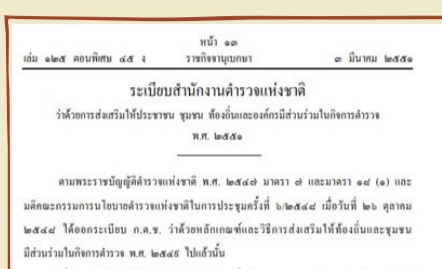 หน้า ๑๓
เล่ม ๑๒๕ ตอนพิเศษ ๔๕ ง ราชกิจจานุเบกษา ๓ มีนาคม ๒๕๕๑
ระเบียบสำนักงานตำรวจแห่งชาติ
ว่าด้วยการส่งเสริมให้ประชาชน ชุมชน ท้องถิ่นและองค์กรมีส่วนร่วมในกิจการตำรวจ
พ.ศ. ๒๕๕๑
ตามพระราชบัญญัติตำรวจแห่งชาติ พ.ศ. ๒๕๔๗ มาตรา ๗ และมาตรา ๑๘ (๑) และ
มติคณะกรรมการนโยบายตำรวจแห่งชาติในการประชุมครั้งที่ ๖/๒๕๔๘ เมื่อวันที่ ๒๖ ตุลาคม
๒๕๔๘ ได้ออกระเบียบ ก.ต.ช. ว่าด้วยหลักเกณฑ์และวิธีการส่งเสริมให้ท้องถิ่นและชุมชน
มีส่วนร่วมในกิจการตำรวจ พ.ศ. ๒๕๔๙ ไปแล้วนั้น